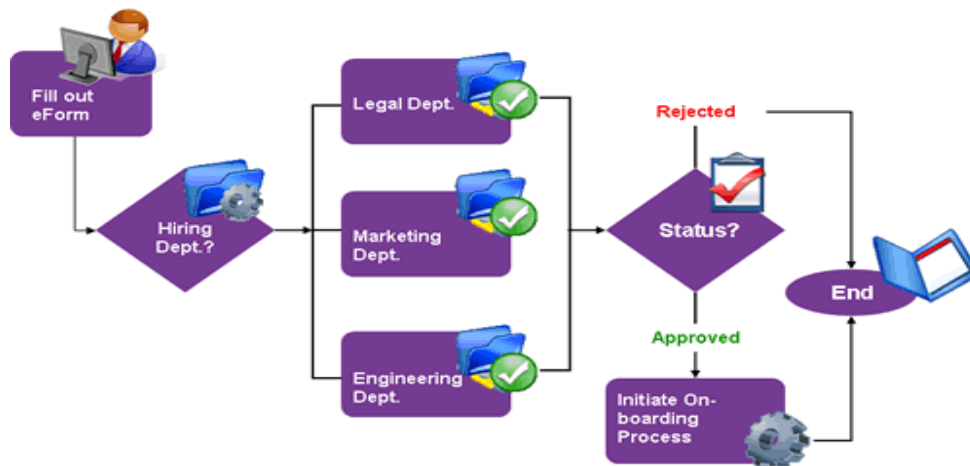 Fill out
eForm
Hiring
Dept.?
Legal Dept.
Marketing
Dept.
Engineering
Dept.
Rejected
Status?
Approved
Initiate On-
boarding
Process
End